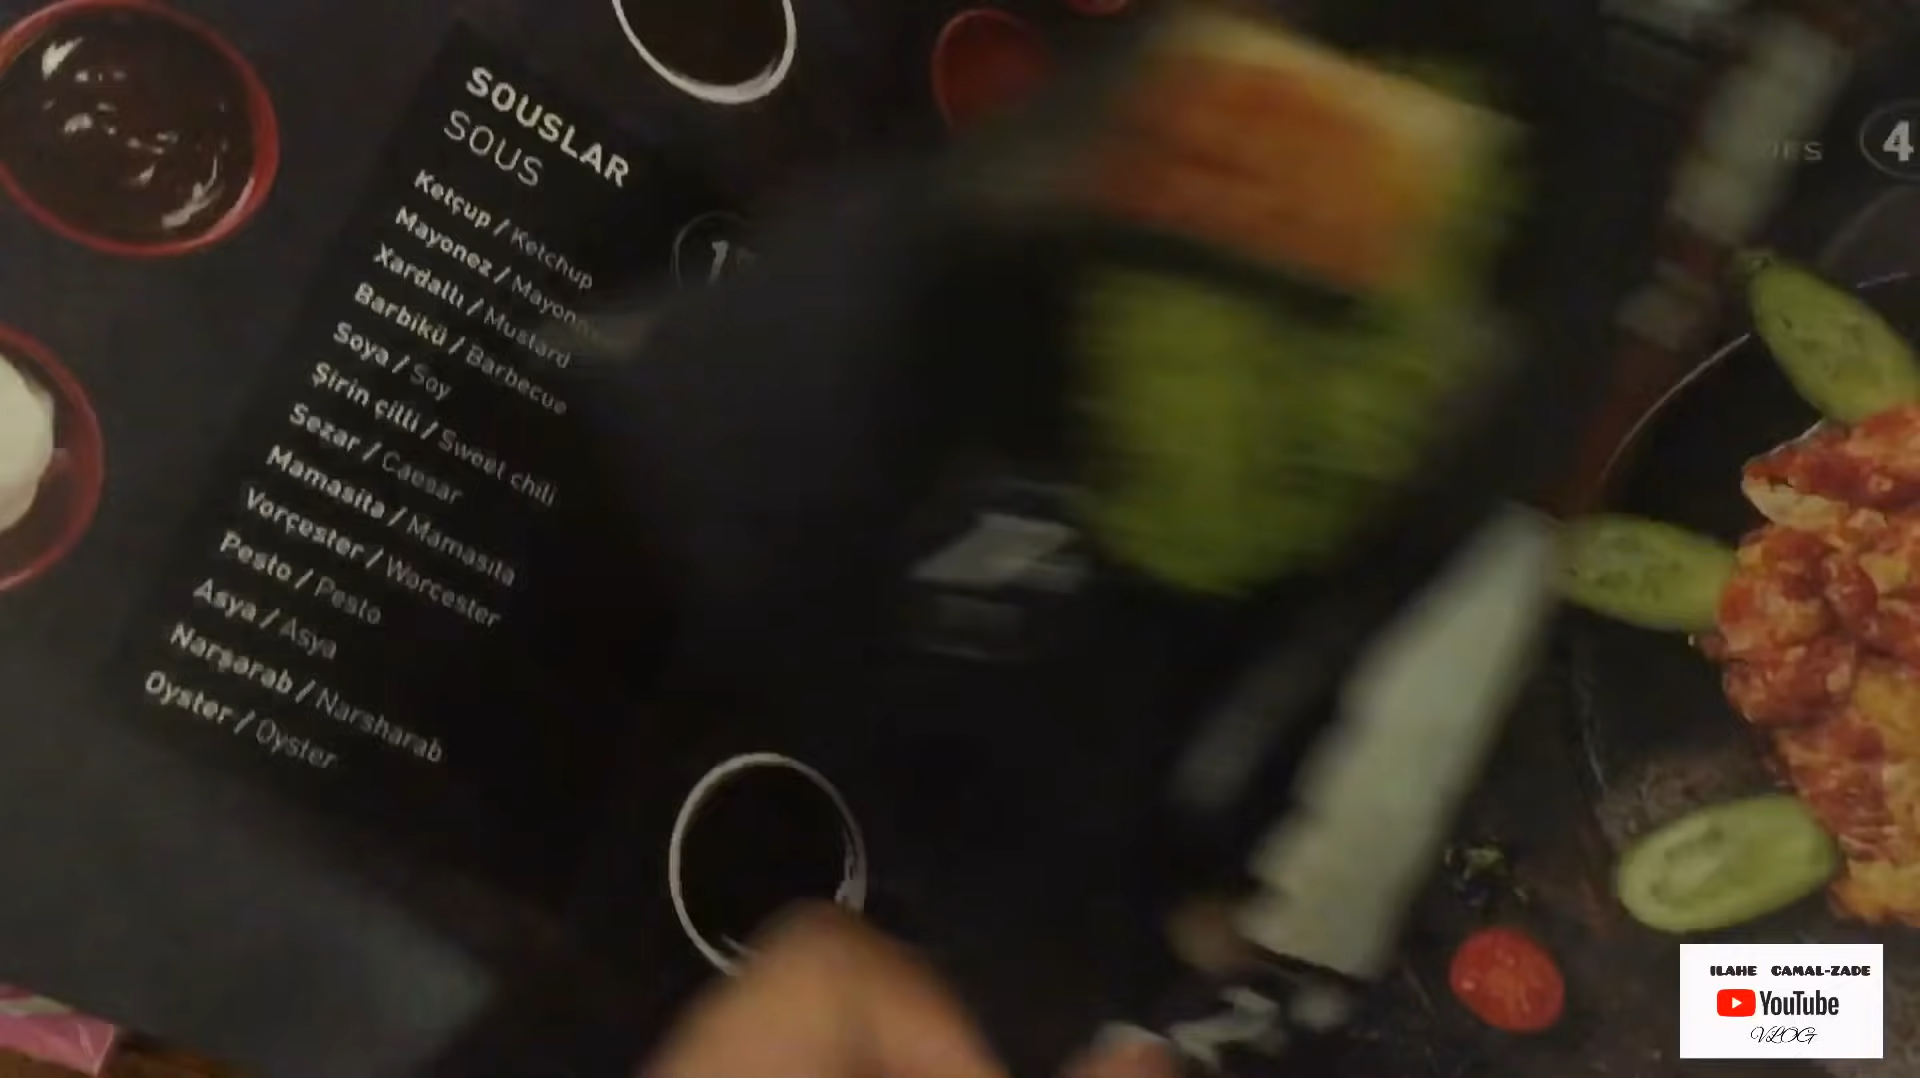 SOUSLAR
SOUS
Ketçup / Ketchup
Mayonez /
Xardallı / Mustard
Barbikü / Barbecue
Soya / Soy
Şirin çilli / Sweet chili
Sezar / Caesar
Mamasita / Mamasita
Vorçester / Worcester
Pesto / Pesto
Asya / Asya
Narşərab / Narsharab
Oyster / Oyster
4
ILAHE CAMAL-ZADE
YouTube
VLOG